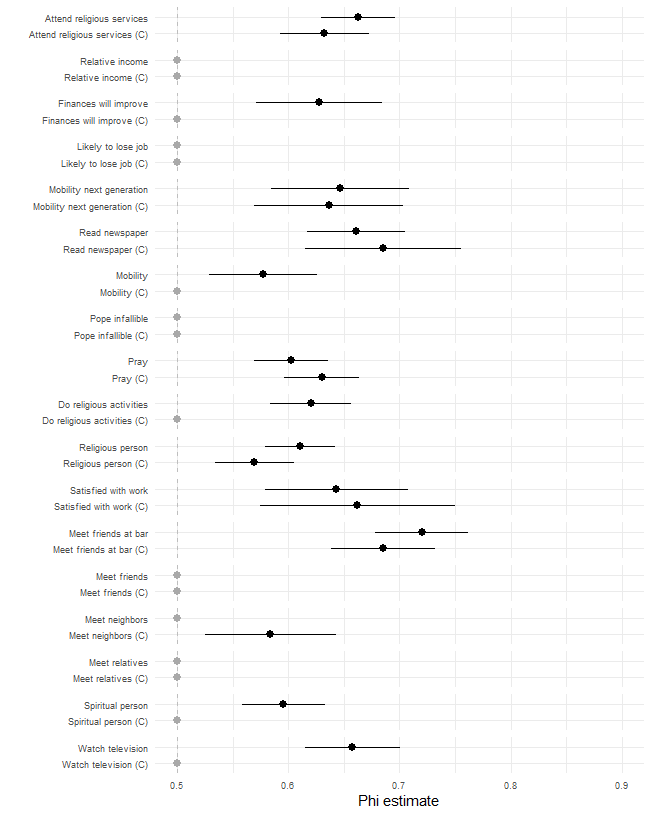 Attend religious services
Attend religious services (C)
Relative income
Relative income (C)
Finances will improve
Finances will improve (C)
Likely to lose job
Likely to lose job (C)
Mobility next generation
Mobility next generation (C)
Read newspaper
Read newspaper (C)
Mobility
Mobility (C)
Pope infallible
Pope infallible (C)
Pray
Pray (C)
Do religious activities
Do religious activities (C)
Religious person
Religious person (C)
Satisfied with work
Satisfied with work (C)
Meet friends at bar
Meet friends at bar (C)
Meet friends
Meet friends (C)
Meet neighbors
Meet neighbors (C)
Meet relatives
Meet relatives (C)
Spiritual person
Spiritual person (C)
Watch television
Watch television (C)
0.5 0.6 0.7 0.8 0.9
Phi estimate